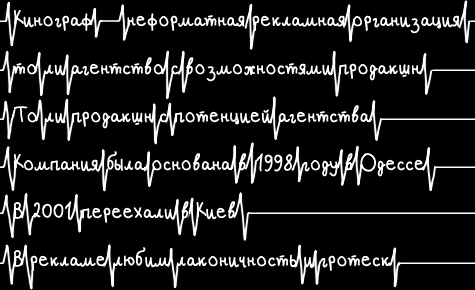 Кинограф — неформатная рекламная организация
то ли агентство с возможностями продакшн
То ли продакшн с потенцией агентства
Компания была основана в 1998 году в Одессе
В 2001 переехали в Киев
В рекламе любим лаконичность и гротеск